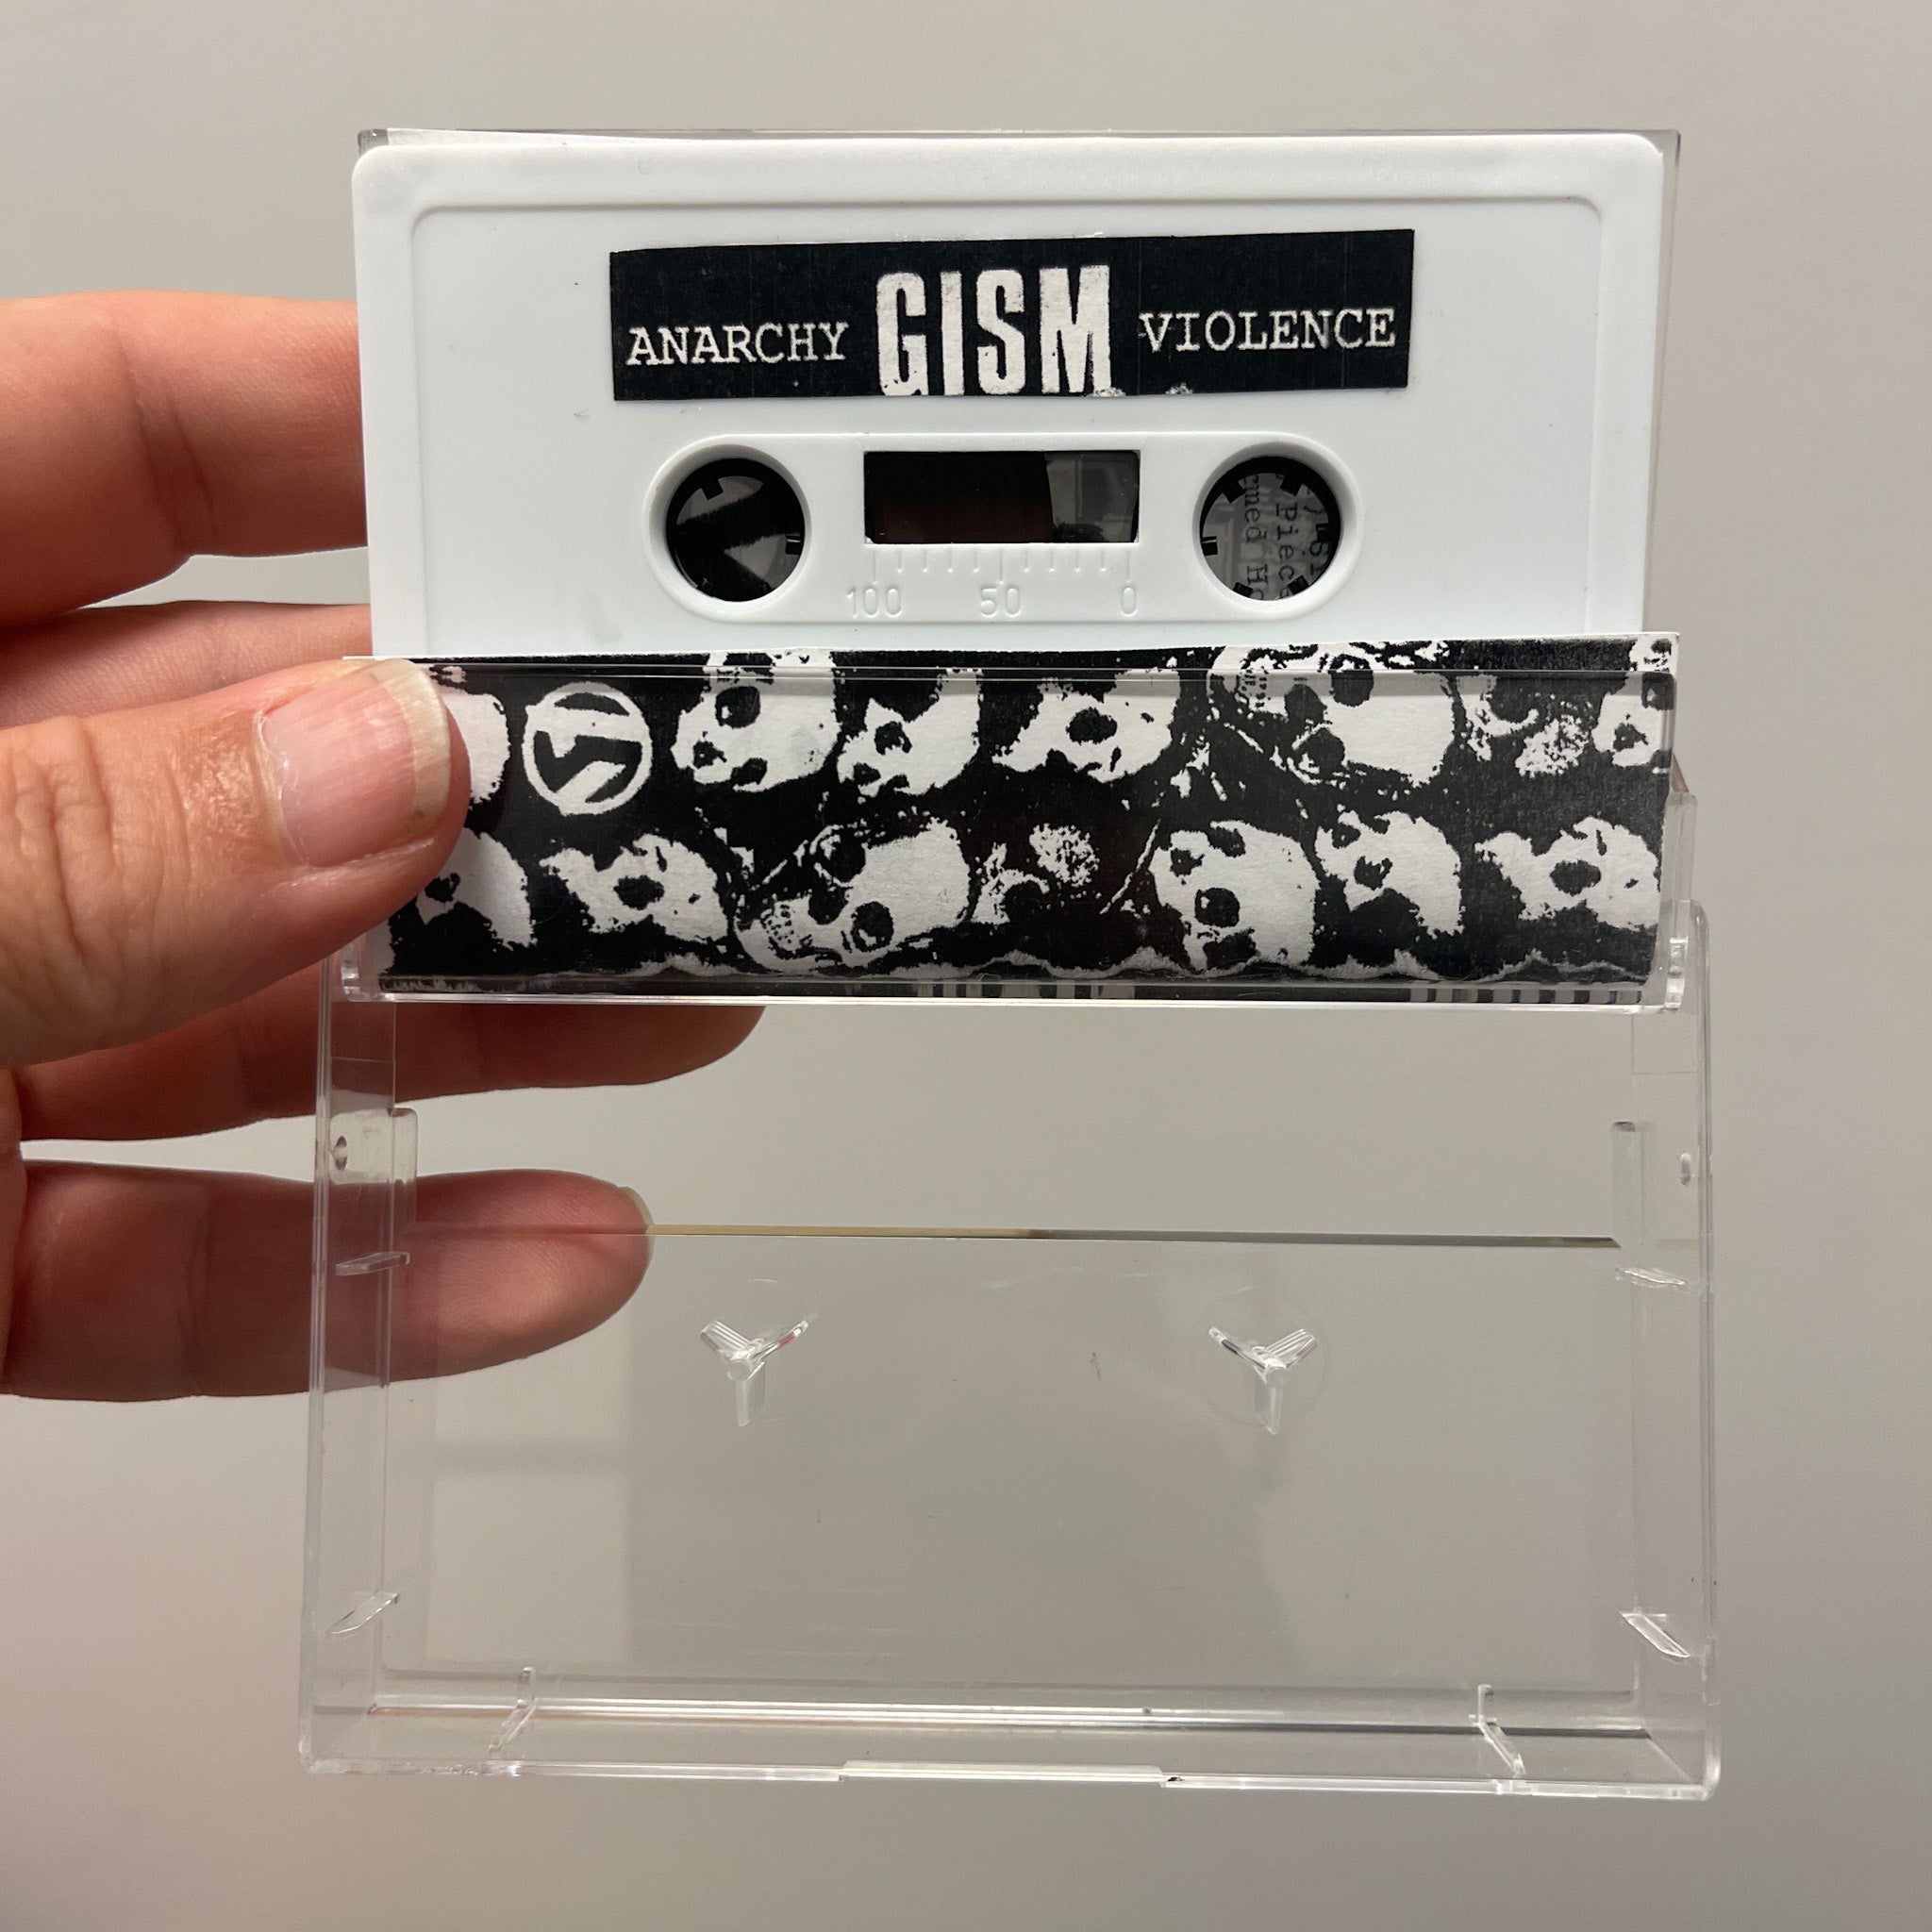 ANARCHY GISM VIOLENCE
100 50 0